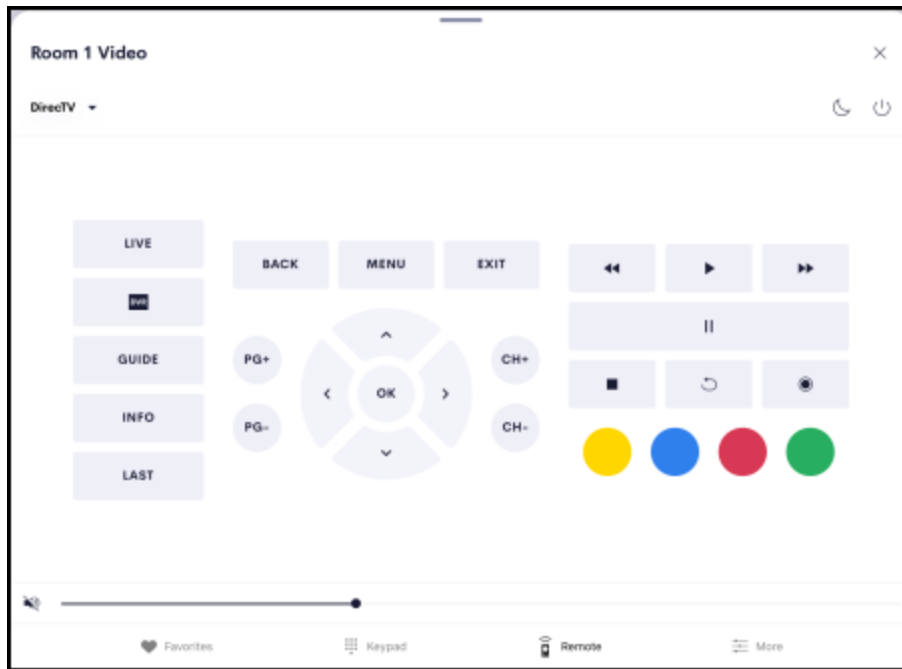 Room 1 Video
DirecTV
LIVE
DVR
GUIDE
INFO
LAST
BACK MENU EXIT
PG+
PG-
OK
CH+
CH-
Favorites Keypad Remote More